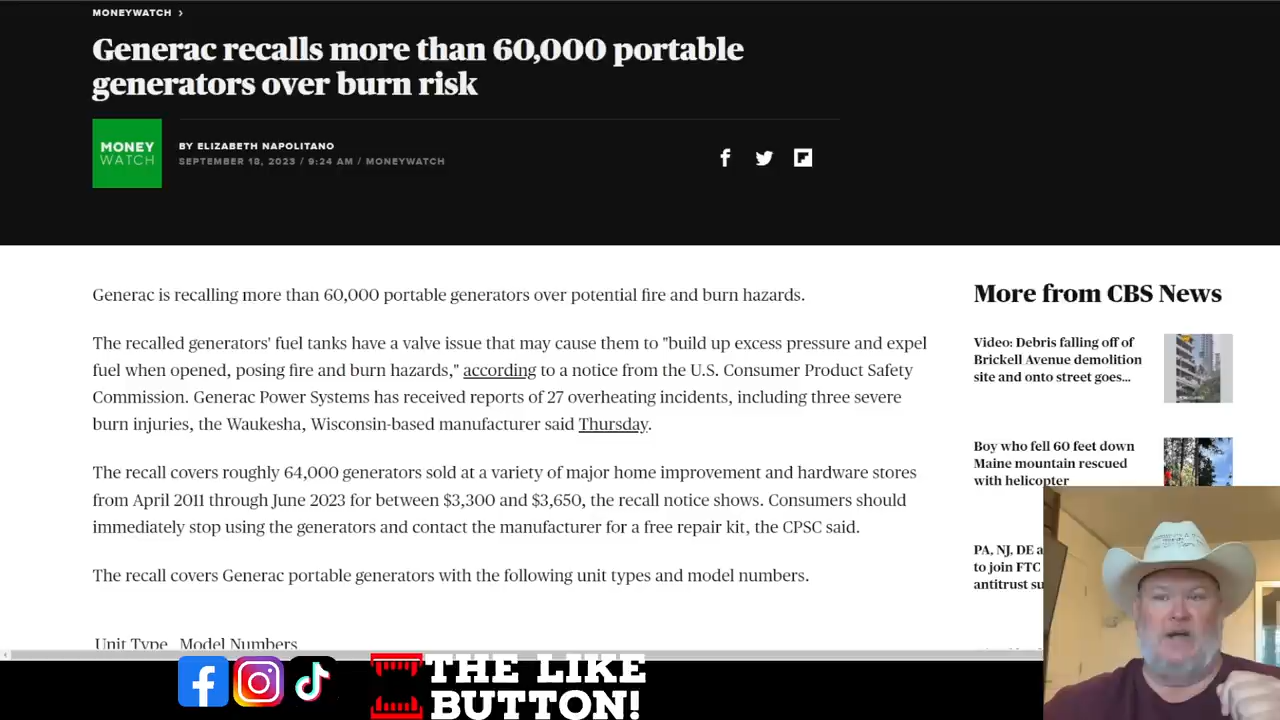 MONEYWATCH ›
Generac recalls more than 60,000 portable
generators over burn risk
MONEY
WATCH
BY ELIZABETH NAPOLITANO
SEPTEMBER 18, 2023 / 9:24 AM / MONEYWATCH
Generac is recalling more than 60,000 portable generators over potential fire and burn hazards.
The recalled generators' fuel tanks have a valve issue that may cause them to "build up excess pressure and expel
fuel when opened, posing fire and burn hazards," according to a notice from the U.S. Consumer Product Safety
Commission. Generac Power Systems has received reports of 27 overheating incidents, including three severe
burn injuries, the Waukesha, Wisconsin-based manufacturer said Thursday.
The recall covers roughly 64,000 generators sold at a variety of major home improvement and hardware stores
from April 2011 through June 2023 for between $3,300 and $3,650, the recall notice shows. Consumers should
immediately stop using the generators and contact the manufacturer for a free repair kit, the CPSC said.
The recall covers Generac portable generators with the following unit types and model numbers.
Unit Type Model Numbers
More from CBS News
Video: Debris falling off of
Brickell Avenue demolition
site and onto street goes...
Boy who fell 60 feet down
Maine mountain rescued
with helicopter
PA, NJ, DE
to join FTC
antitrust
THE LIKE
BUTTON!